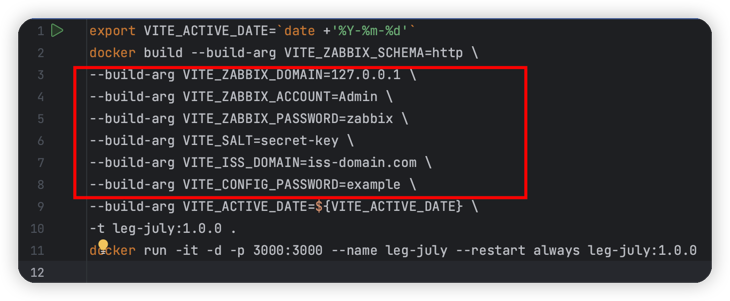 1 export VITE_ACTIVE_DATE=`date +'%Y-%m-%d'`
2 docker build --build-arg VITE_ZABBIX_SCHEMA=http \
3 --build-arg VITE_ZABBIX_DOMAIN=127.0.0.1 \
4 --build-arg VITE_ZABBIX_ACCOUNT=Admin \
5 --build-arg VITE_ZABBIX_PASSWORD=zabbix \
6 --build-arg VITE_SALT=secret-key \
7 --build-arg VITE_ISS_DOMAIN=iss-domain.com \
8 --build-arg VITE_CONFIG_PASSWORD=example \
9 --build-arg VITE_ACTIVE_DATE=${VITE_ACTIVE_DATE} \
10 -t leg-july:1.0.0 .
11 docker run -it -d -p 3000:3000 --name leg-july --restart always leg-july:1.0.0
12